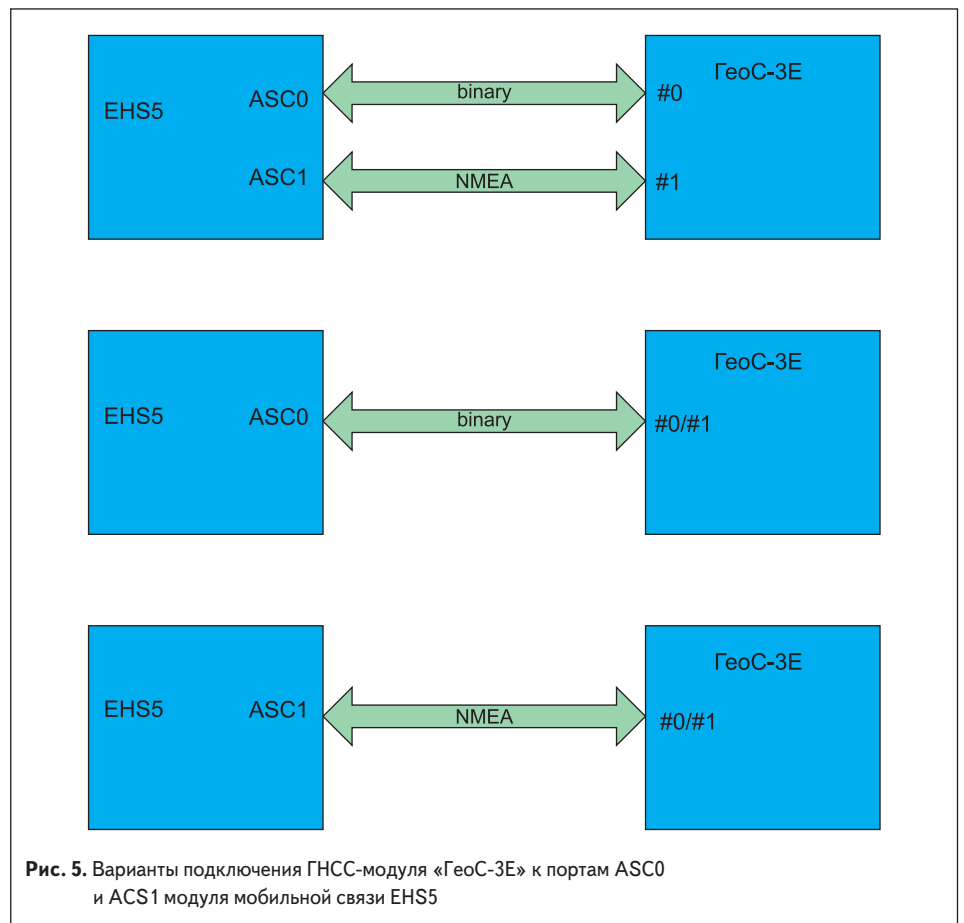 ГеоС-3Е
ASC0
binary
#0
EHS5
ASC1
NMEA
#1
ГеоС-3Е
EHS5
ASC0
binary
#0/#1
ГеоС-3Е
EHS5
ASC1
NMEA
#0/#1
Рис. 5. Варианты подключения ГНСС-модуля «ГеоС-3Е» к портам ASC0
и ACS1 модуля мобильной связи EHS5